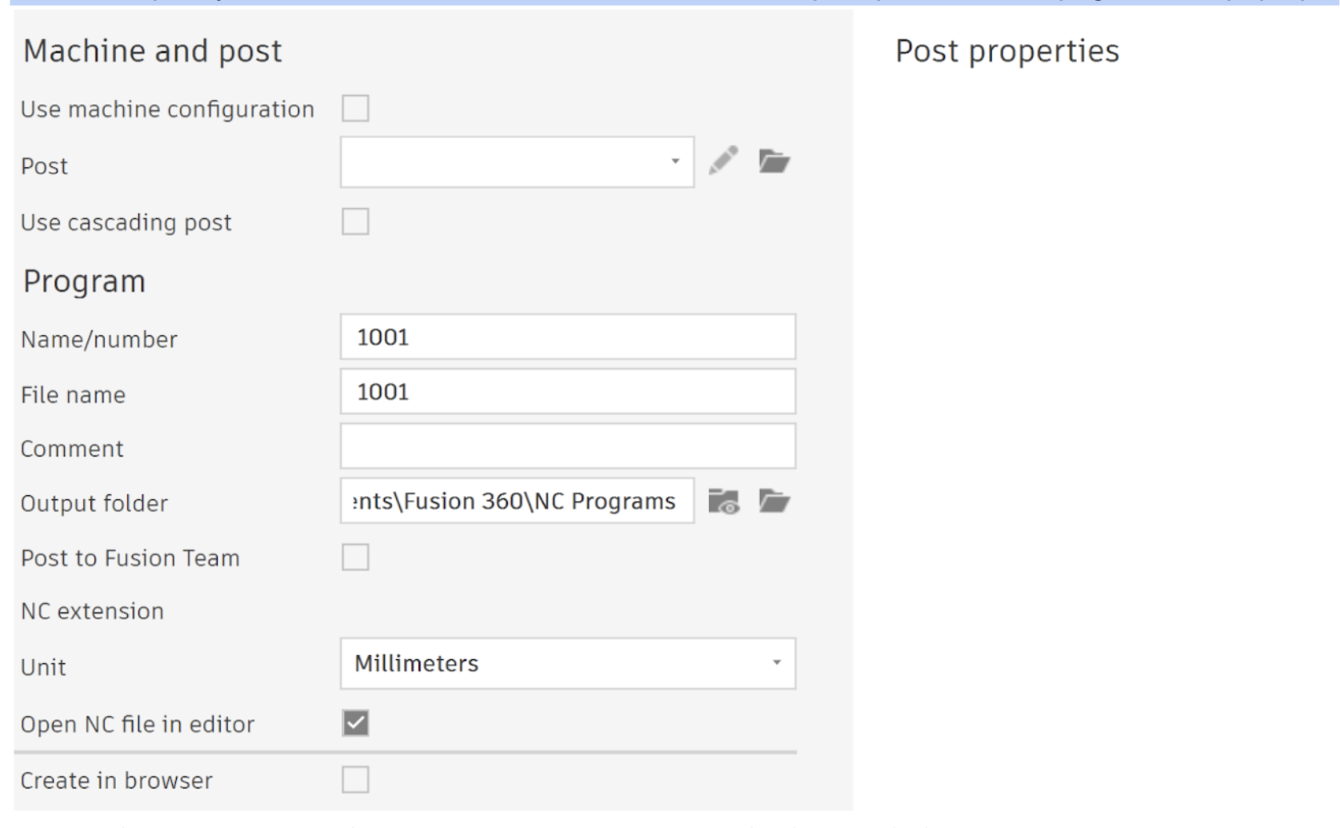 Machine and post
Post properties
Use machine configuration
Post
Use cascading post
Program
Name/number 1001
File name 1001
Comment
Output folder :nts\Fusion 360\NC Programs
Post to Fusion Team
NC extension
Unit Millimeters
Open NC file in editor
Create in browser